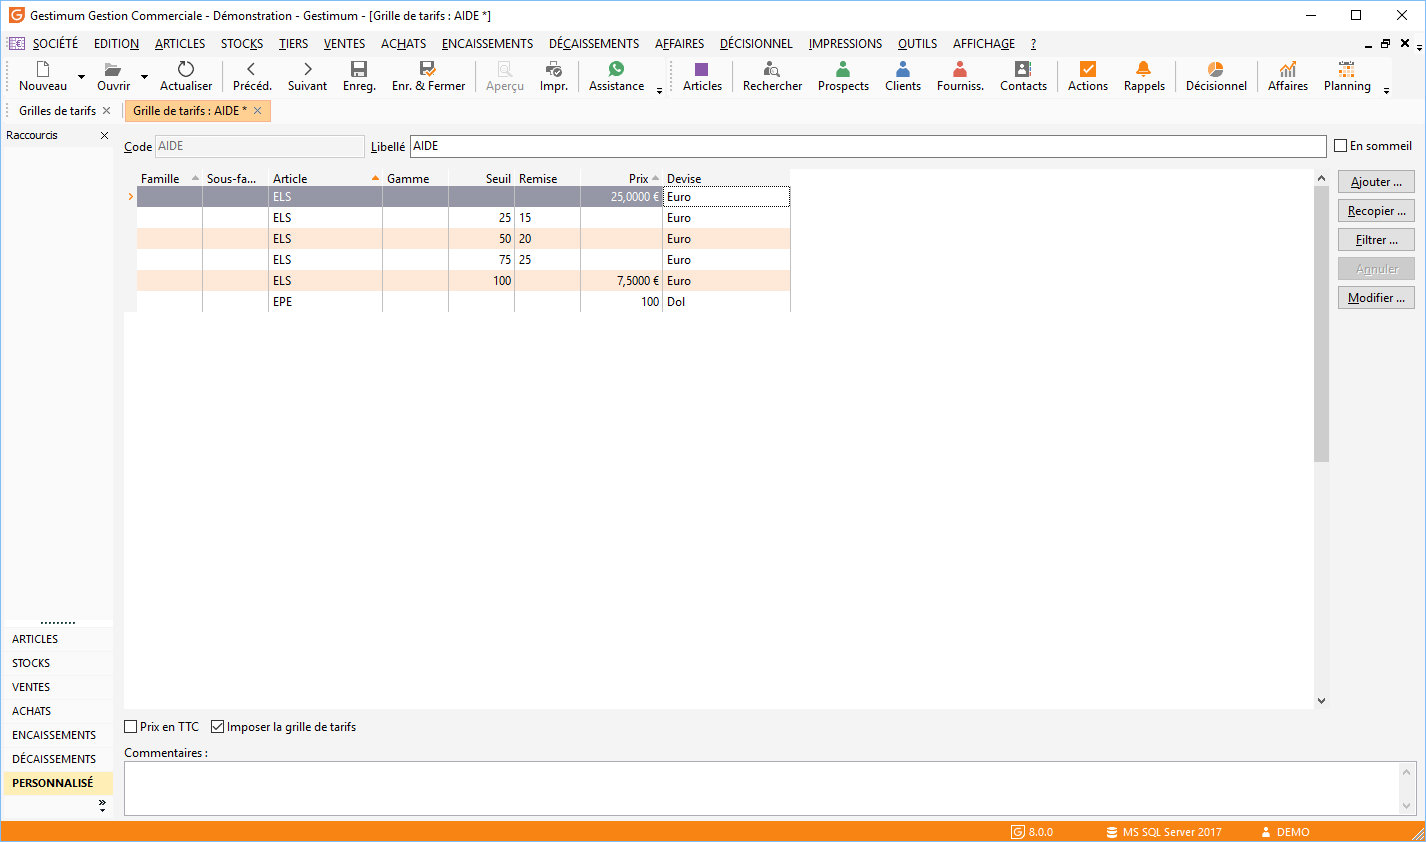 Gestimum Gestion Commerciale - Démonstration - Gestimum - [Grille de tarifs : AIDE *]
SOCIÉTÉ EDITION ARTICLES STOCKS TIERS VENTES ACHATS ENCAISSEMENTS DÉCAISSEMENTS AFFAIRES DÉCISIONNEL IMPRESSIONS OUTILS AFFICHAGE ?
Nouveau Ouvrir Actualiser Précéd. Suivant Enreg. Enr. & Fermer Aperçu Impr. Assistance Articles Rechercher Prospects Clients Fourniss. Contacts Actions Rappels Décisionnel Affaires Planning
Grilles de tarifs Grille de tarifs : AIDE *
Raccourcis
Code AIDE Libellé AIDE En sommeil
Famille Sous-fa... Article Gamme Seuil Remise Prix Devise
ELS 25,0000 € Euro
ELS 25 15 Euro
ELS 50 20 Euro
ELS 75 25 Euro
ELS 100 7,5000 € Euro
EPE 100 Dol
Ajouter ...
Recopier ...
Filtrer ...
Annuler
Modifier ...
ARTICLES
STOCKS
VENTES
ACHATS
ENCAISSEMENTS
DÉCAISSEMENTS
PERSONNALISÉ
Prix en TTC Imposer la grille de tarifs
Commentaires :
8.0.0 MS SQL Server 2017 DEMO